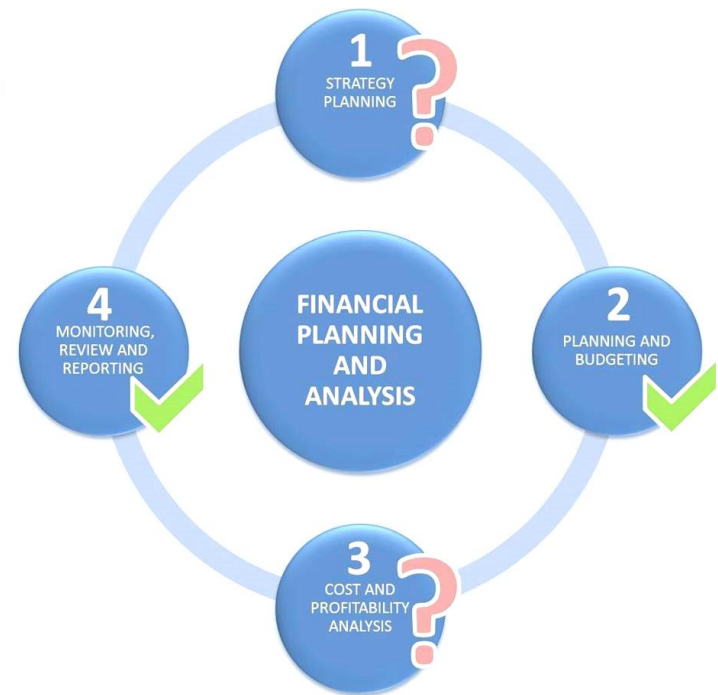 1
STRATEGY
PLANNING
?
2
PLANNING AND
BUDGETING
3
COST AND
PROFITABILITY
ANALYSIS
?
4
MONITORING,
REVIEW AND
REPORTING
FINANCIAL
PLANNING
AND
ANALYSIS